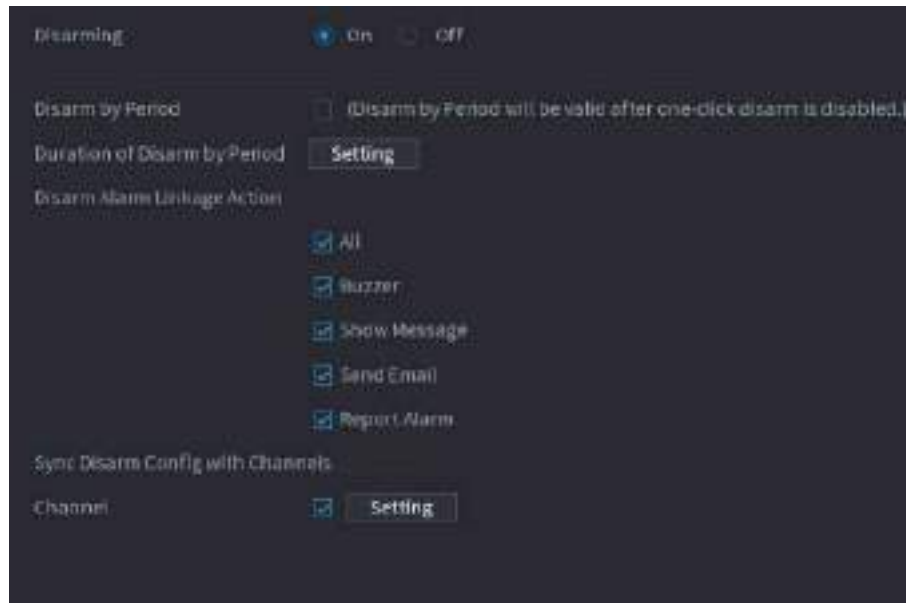 Disarming On Off
Disarm by Period (Disarm by Period will be valid after one-click disarm is disabled.)
Duration of Disarm by Period Setting
Disarm Alarm Linkage Action
All
Buzzer
Show Message
Send Email
Report Alarm
Sync Disarm Config with Channels
Channel Setting